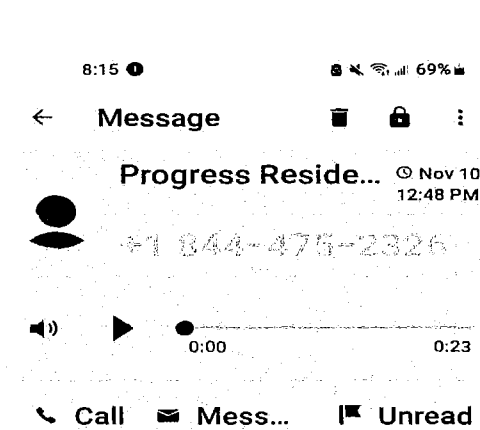 8:15 69%
Message
Progress Reside... Nov 10
12:48 PM
+1 844-475-2326
0:00 0:23
Call Mess... Unread